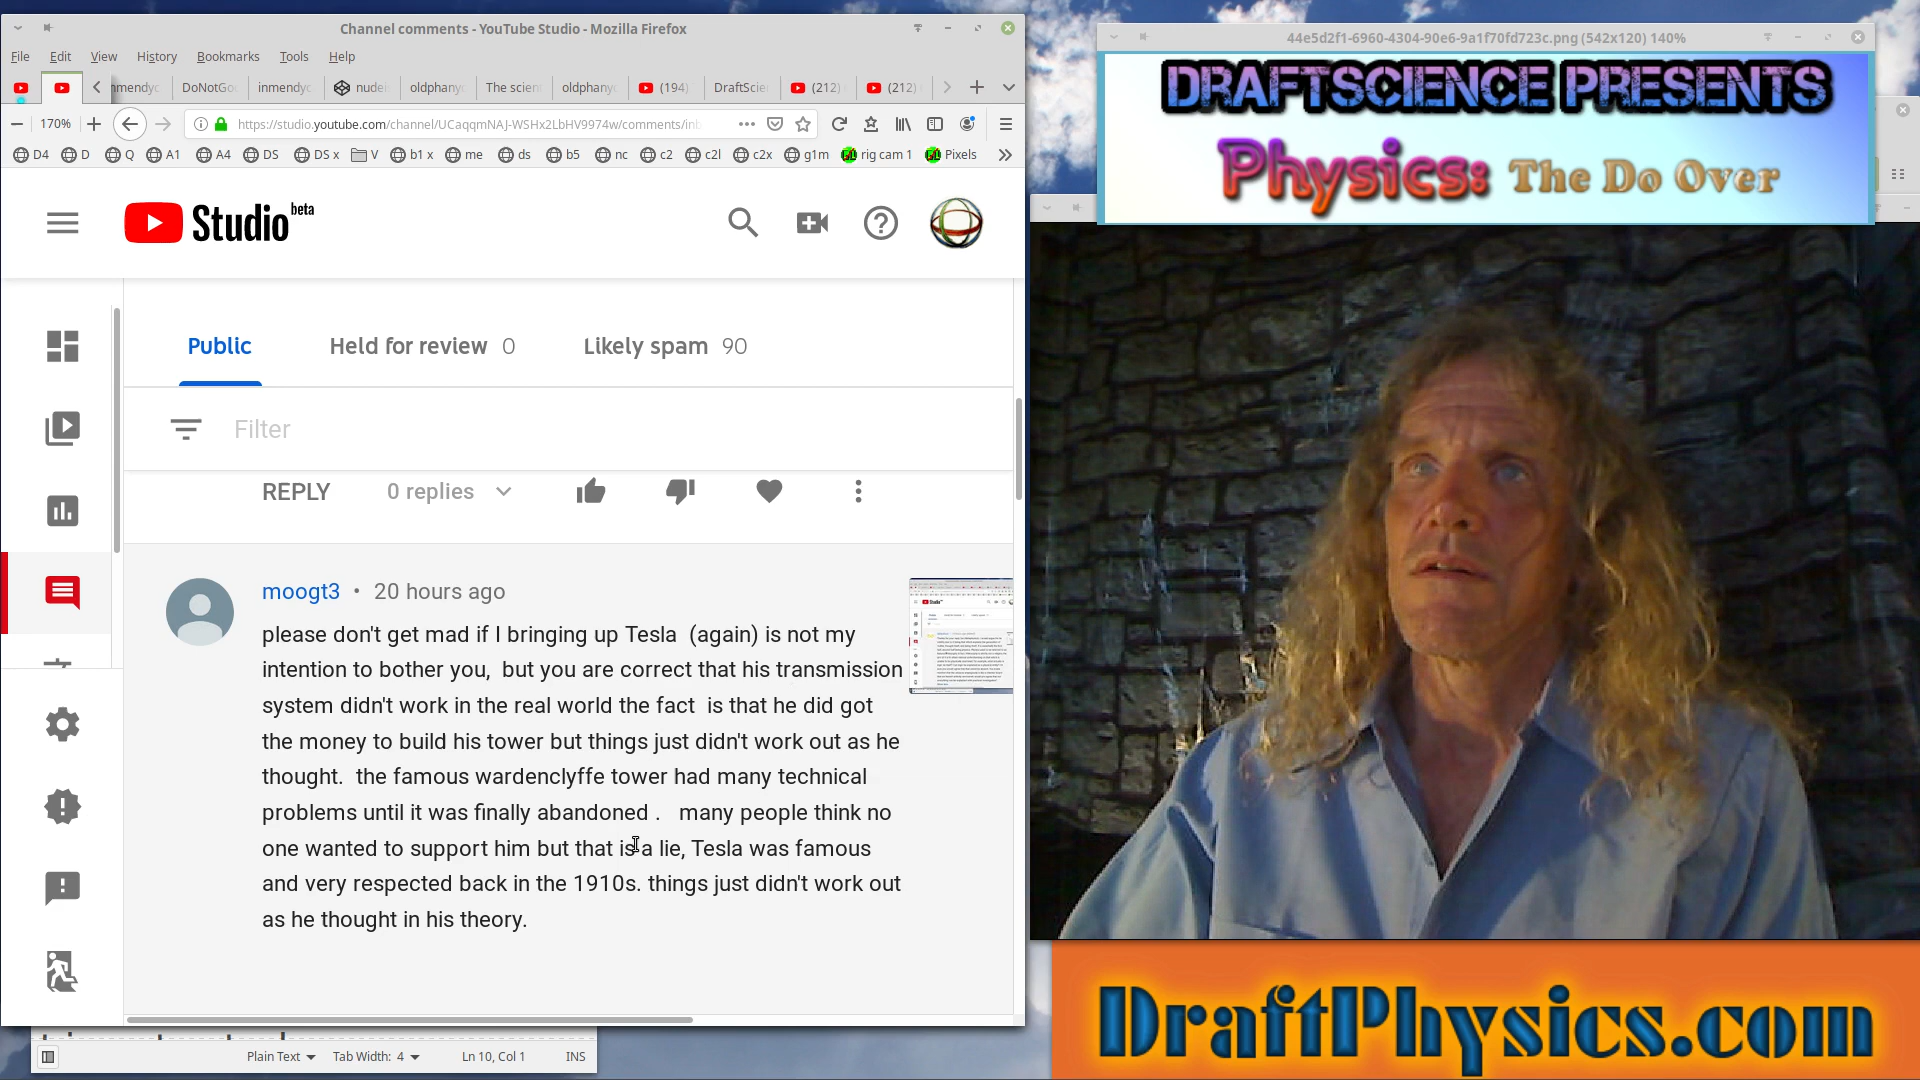 Channel comments - YouTube Studio - Mozilla Firefox
File Edit View History Bookmarks Tools Help
nmendyc DoNotGo inmendyc nudei oldphany The scien oldphany (194) DraftScie (212) (212)
170% https://studio.youtube.com/channel/UCaqqmNAJ-WSHx2LbHV9974w/comments/inb
D4 D Q A1 A4 DS DS x V b1 x me ds b5 nc c2 c2l c2x g1m rig cam 1 Pixels
Studio beta
Public Held for review 0 Likely spam 90
Filter
REPLY 0 replies
moogt3 • 20 hours ago
please don't get mad if I bringing up Tesla (again) is not my
intention to bother you, but you are correct that his transmission
system didn't work in the real world the fact is that he did got
the money to build his tower but things just didn't work out as he
thought. the famous wardenclyffe tower had many technical
problems until it was finally abandoned . many people think no
one wanted to support him but that is a lie, Tesla was famous
and very respected back in the 1910s. things just didn't work out
as he thought in his theory.
Plain Text Tab Width: 4 Ln 10, Col 1 INS
44e5d2f1-6960-4304-90e6-9a1f70fd723c.png (542x120) 140%
DRAFTSCIENCE PRESENTS
Physics: The Do Over
DraftPhysics.com